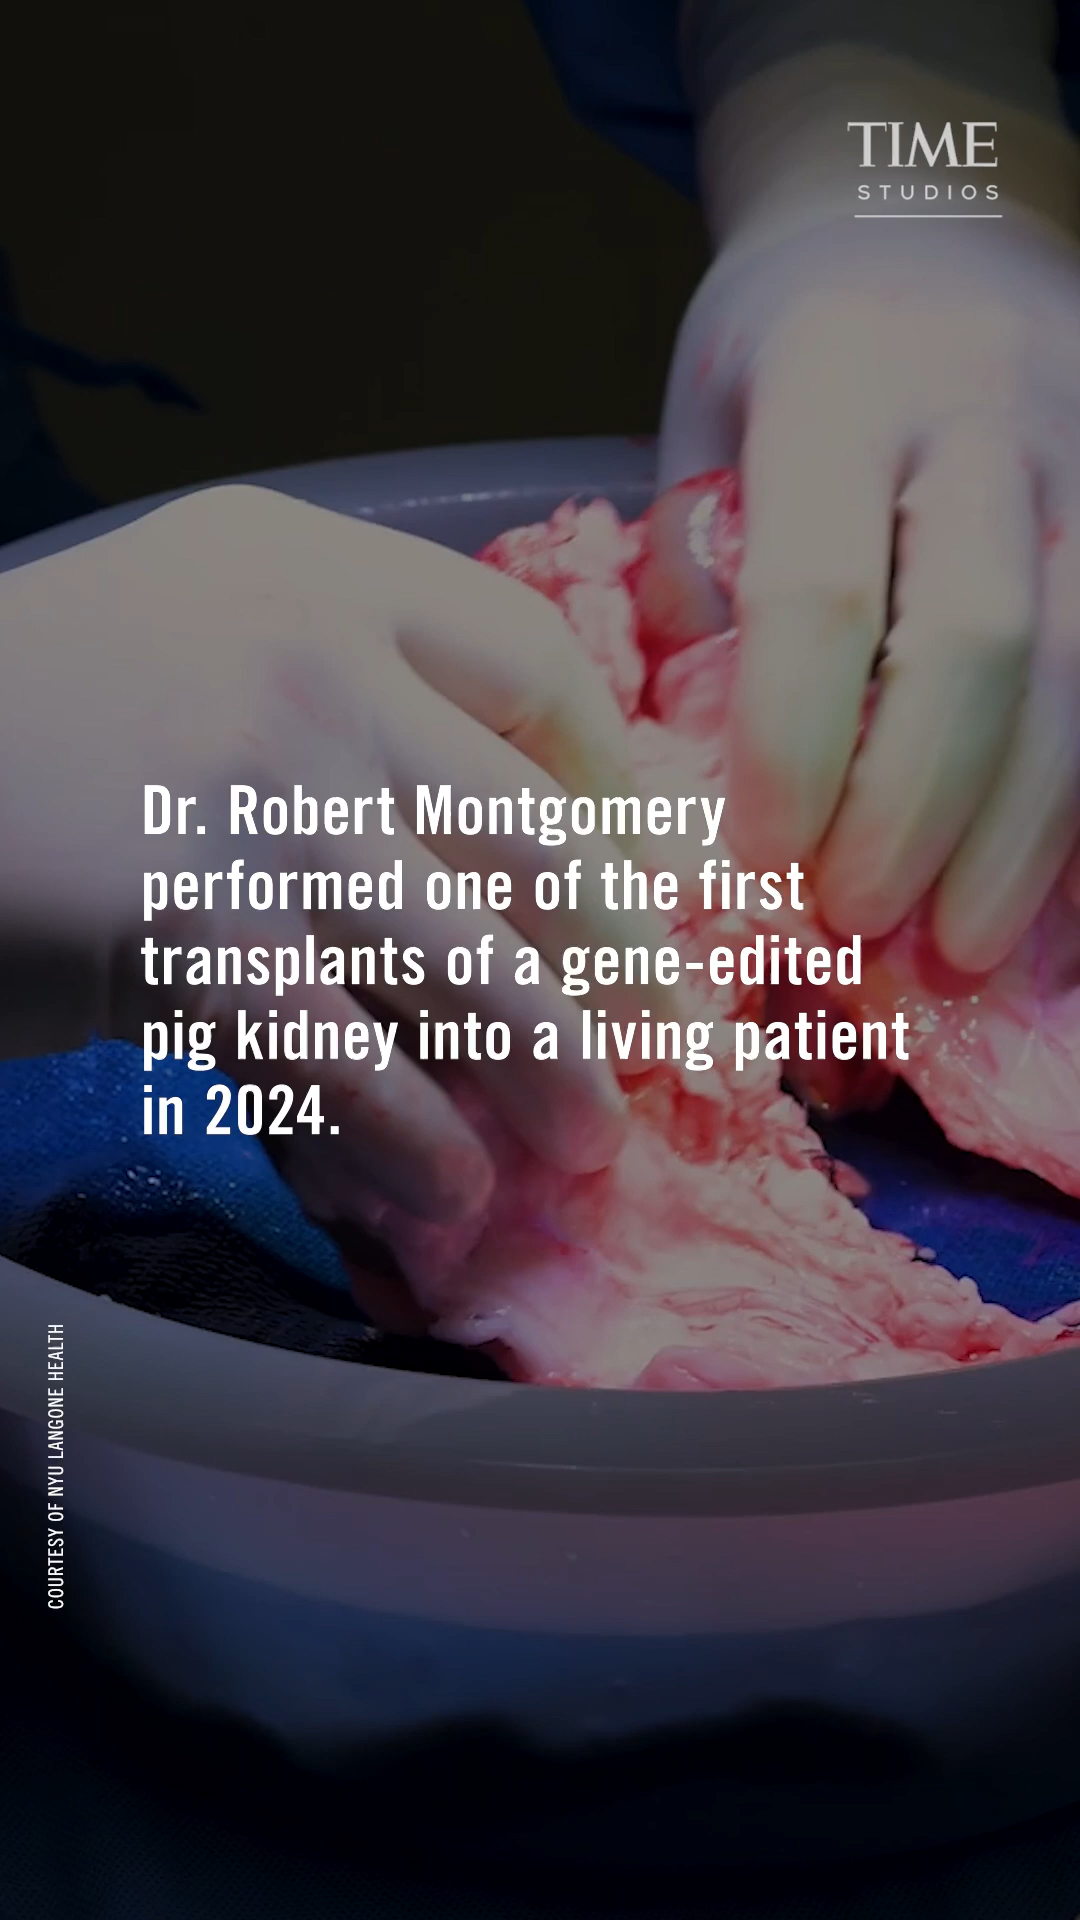 TIME
STUDIOS
Dr. Robert Montgomery
performed one of the first
transplants of a gene-edited
pig kidney into a living patient
in 2024.
COURTESY OF NYU LANGONE HEALTH